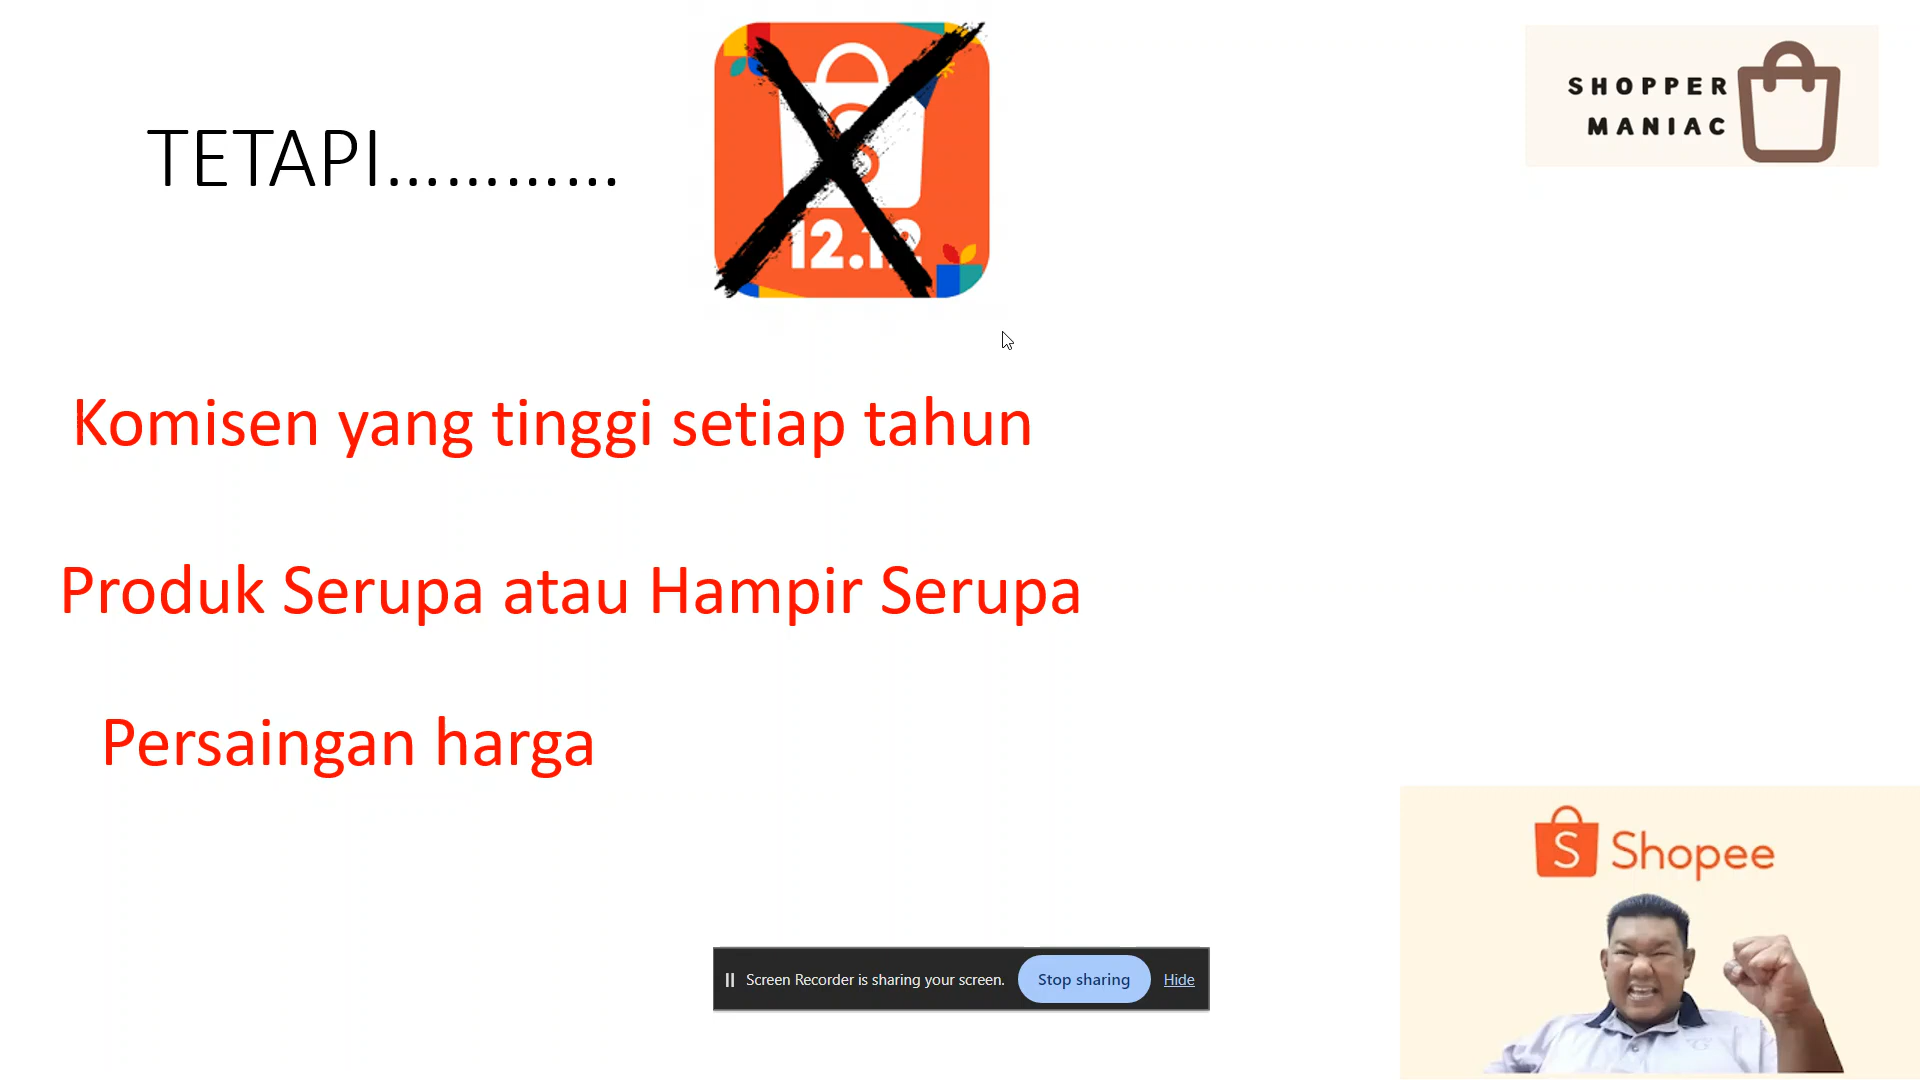 TETAPI............
12.12
SHOPPER
MANIAC
Komisen yang tinggi setiap tahun
Produk Serupa atau Hampir Serupa
Persaingan harga
S Shopee
Screen Recorder is sharing your screen. Stop sharing Hide